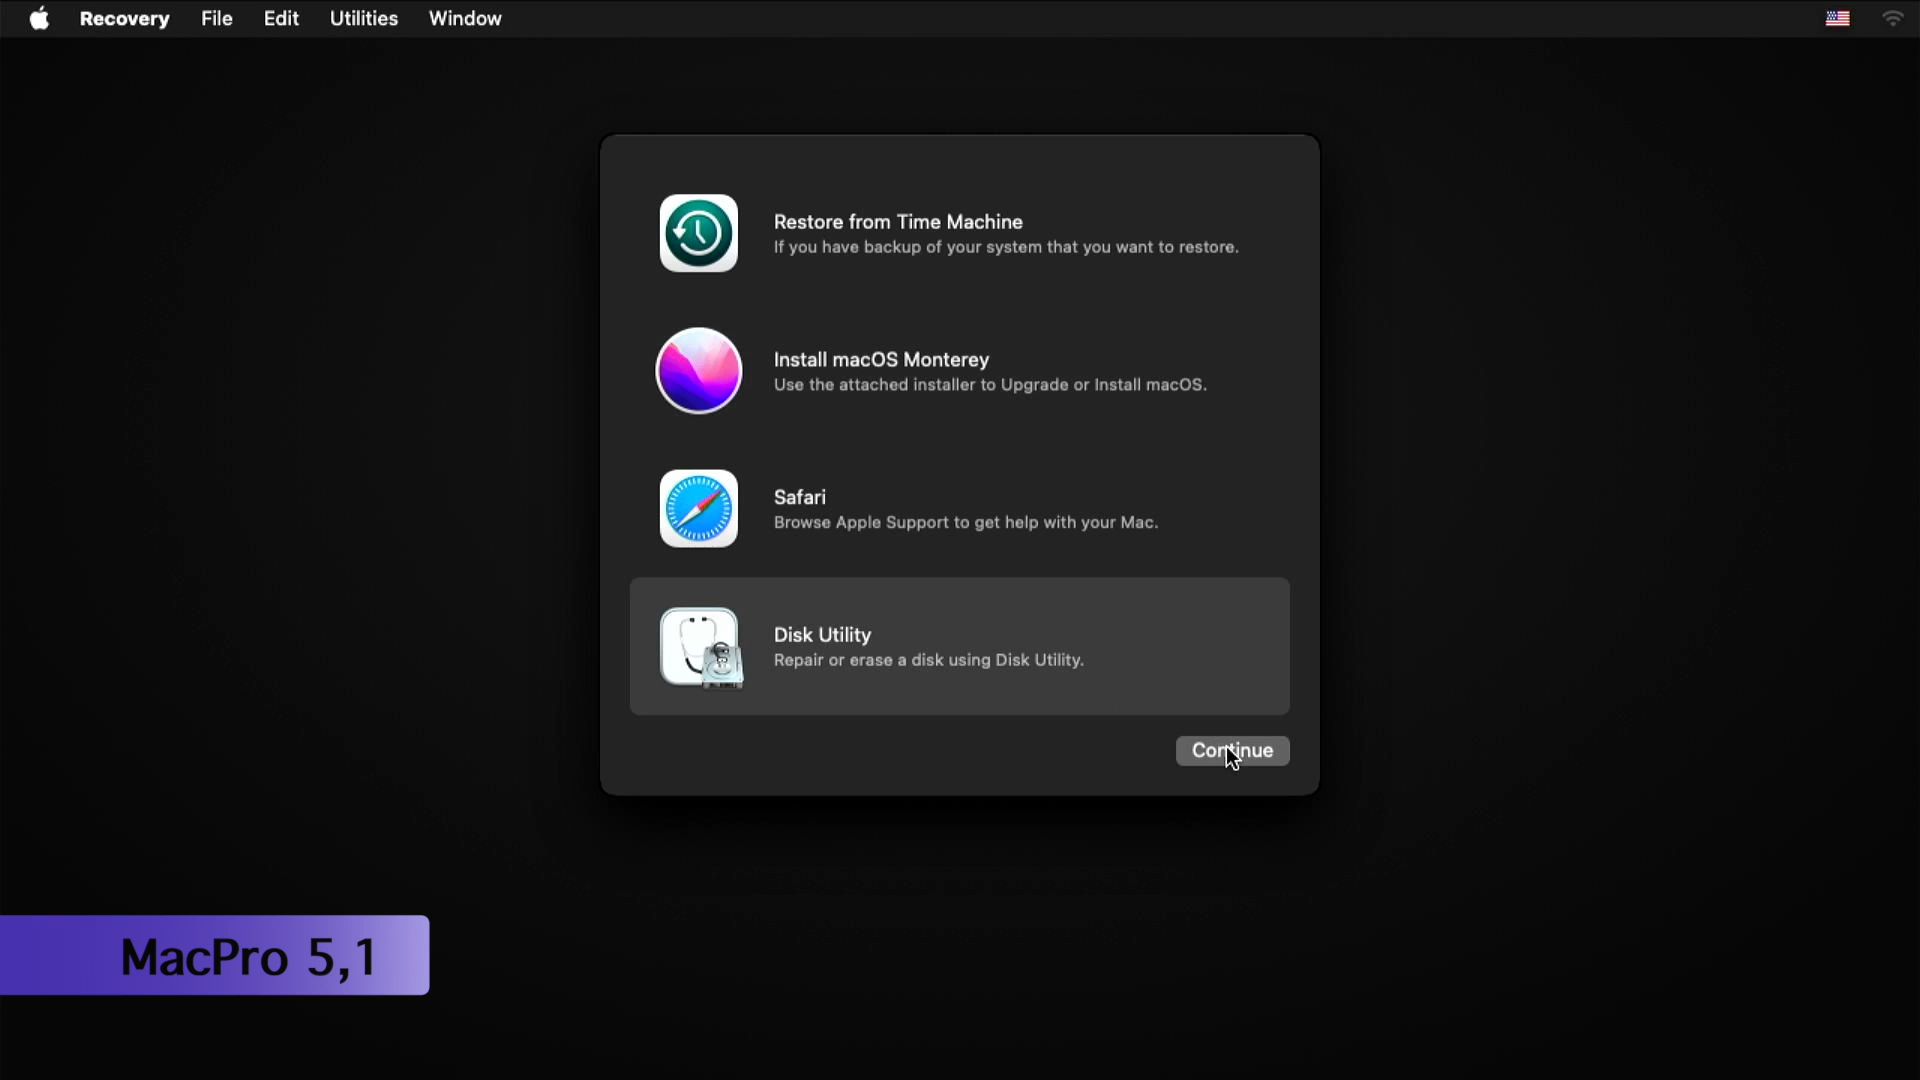 Recovery File Edit Utilities Window
Restore from Time Machine
If you have backup of your system that you want to restore.
Install macOS Monterey
Use the attached installer to Upgrade or Install macOS.
Safari
Browse Apple Support to get help with your Mac.
Disk Utility
Repair or erase a disk using Disk Utility.
Continue
MacPro 5,1